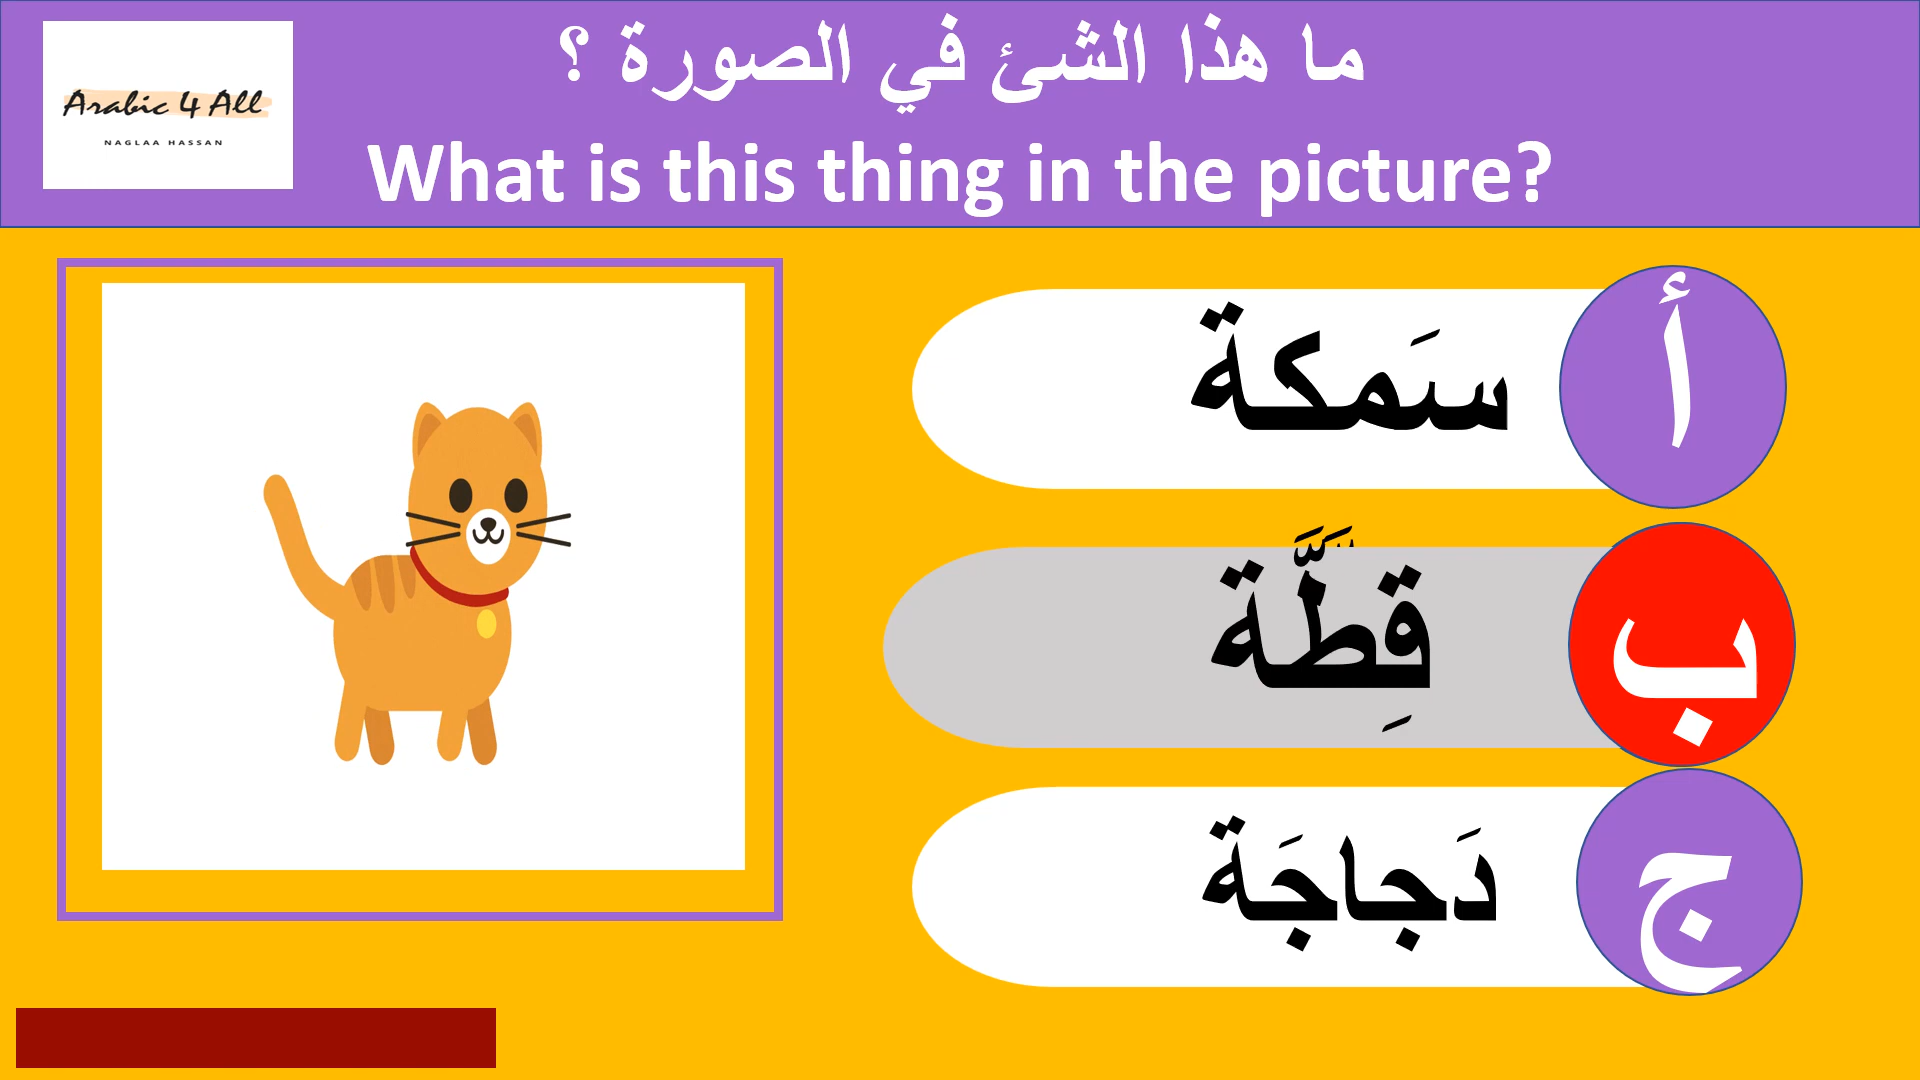 ما هذا الشئ في الصورة ؟
What is this thing in the picture?
Arabic 4 All
NAGLAA HASSAN
أ
سَمكة
ب
قِطَّة
ج
دَجاجَة